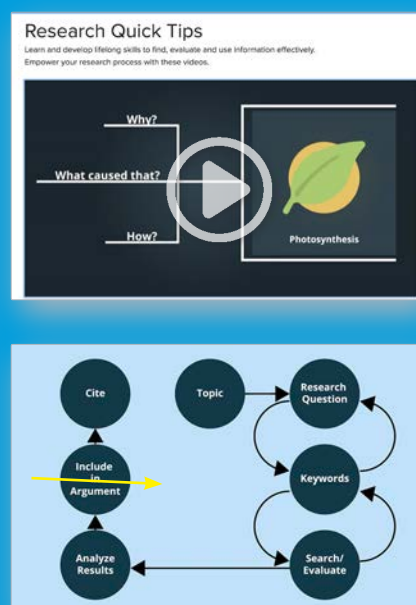 Research Quick Tips
Learn and develop lifelong skills to find, evaluate and use information effectively.
Empower your research process with these videos.
Why?
What caused that?
How?
Photosynthesis
Cite
Topic
Research
Question
Include
in
Argument
Keywords
Analyze
Results
Search/
Evaluate